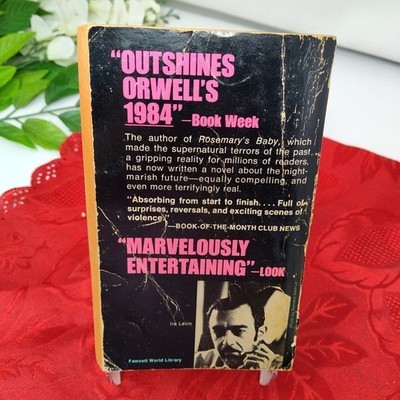 “OUTSHINES
ORWELL'S
1984” —Book Week
The author of Rosemary's Baby, which
made the supernatural terrors of the past
a gripping reality for millions of readers,
has now written a novel about the night-
marish future—equally compelling, and
even more terrifyingly real.
“Absorbing from start to finish. . . . Full of
surprises, reversals, and exciting scenes of
violence”
—BOOK-OF-THE-MONTH CLUB NEWS
“MARVELOUSLY
ENTERTAINING” —LOOK
Ira Levin
Fawcett World Library